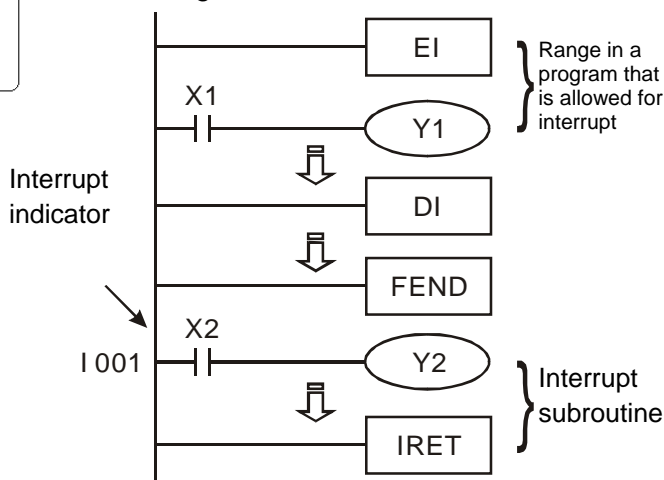 EI
Range in a
program that
is allowed for
interrupt
X1
Y1
Interrupt
indicator
DI
FEND
X2
I 001
Y2
Interrupt
subroutine
IRET